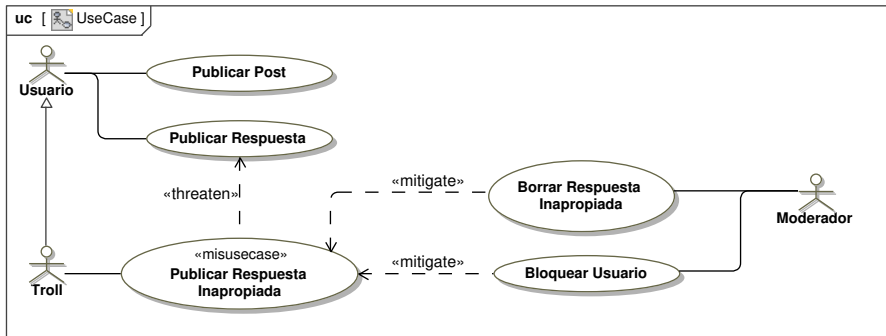 uc [ UseCase ]
Usuario
Publicar Post
Publicar Respuesta
«threaten»
«mitigate»
Borrar Respuesta
Inapropiada
Moderador
Troll
«misusecase»
Publicar Respuesta
Inapropiada
«mitigate»
Bloquear Usuario